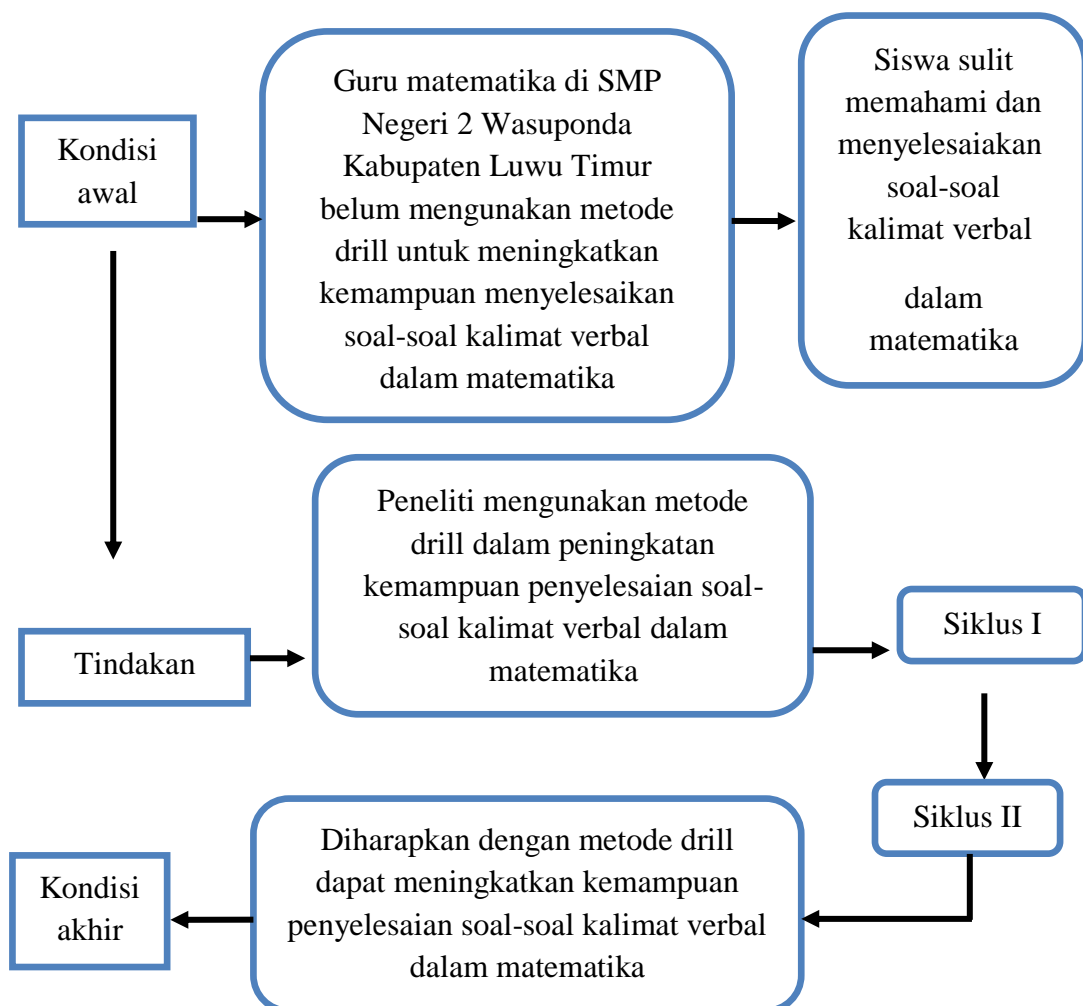 Kondisi
awal
Guru matematika di SMP
Negeri 2 Wasuponda
Kabupaten Luwu Timur
belum mengunakan metode
drill untuk meningkatkan
kemampuan menyelesaikan
soal-soal kalimat verbal
dalam matematika
Siswa sulit
memahami dan
menyelesaiakan
soal-soal
kalimat verbal
dalam
matematika
Tindakan
Peneliti mengunakan metode
drill dalam peningkatan
kemampuan penyelesaian soal-
soal kalimat verbal dalam
matematika
Siklus I
Siklus II
Diharapkan dengan metode drill
dapat meningkatkan kemampuan
penyelesaian soal-soal kalimat verbal
dalam matematika
Kondisi
akhir